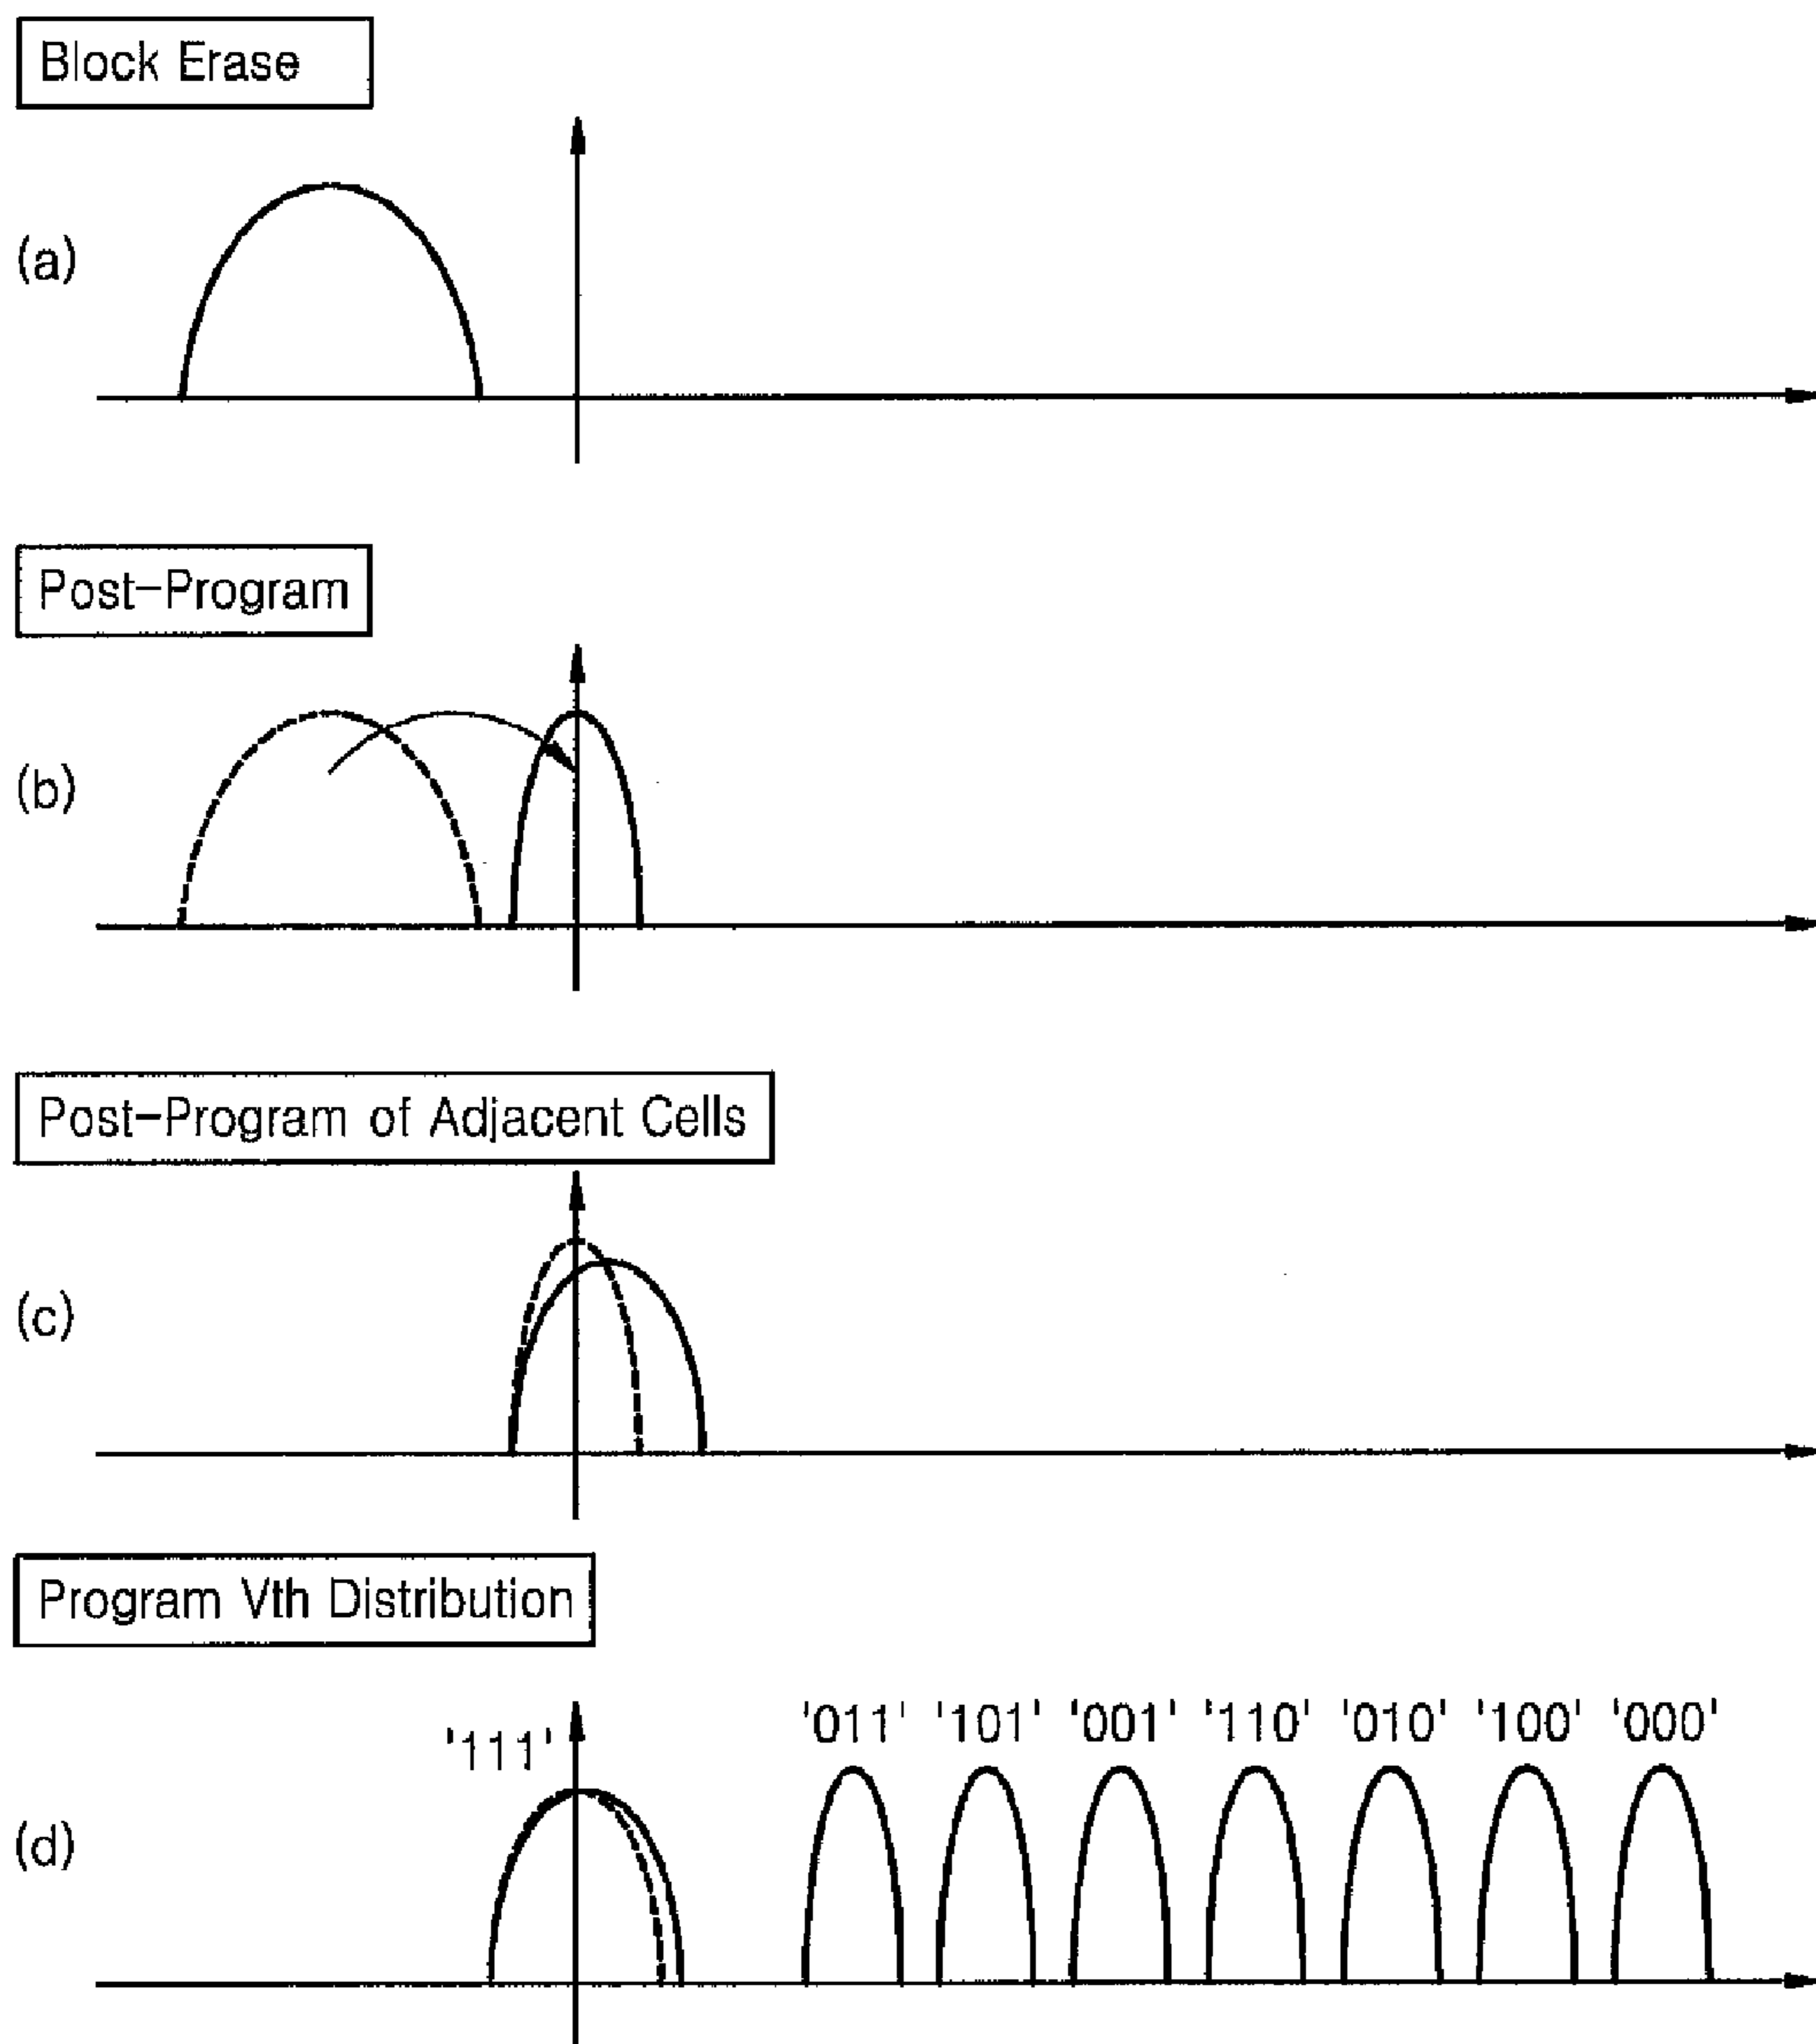 Block Erase
(a)
Post-Program
(b)
Post-Program of Adjacent Cells
(c)
Program Vth Distribution
'111' '011' '101' '001' '110' '010' '100' '000'
(d)